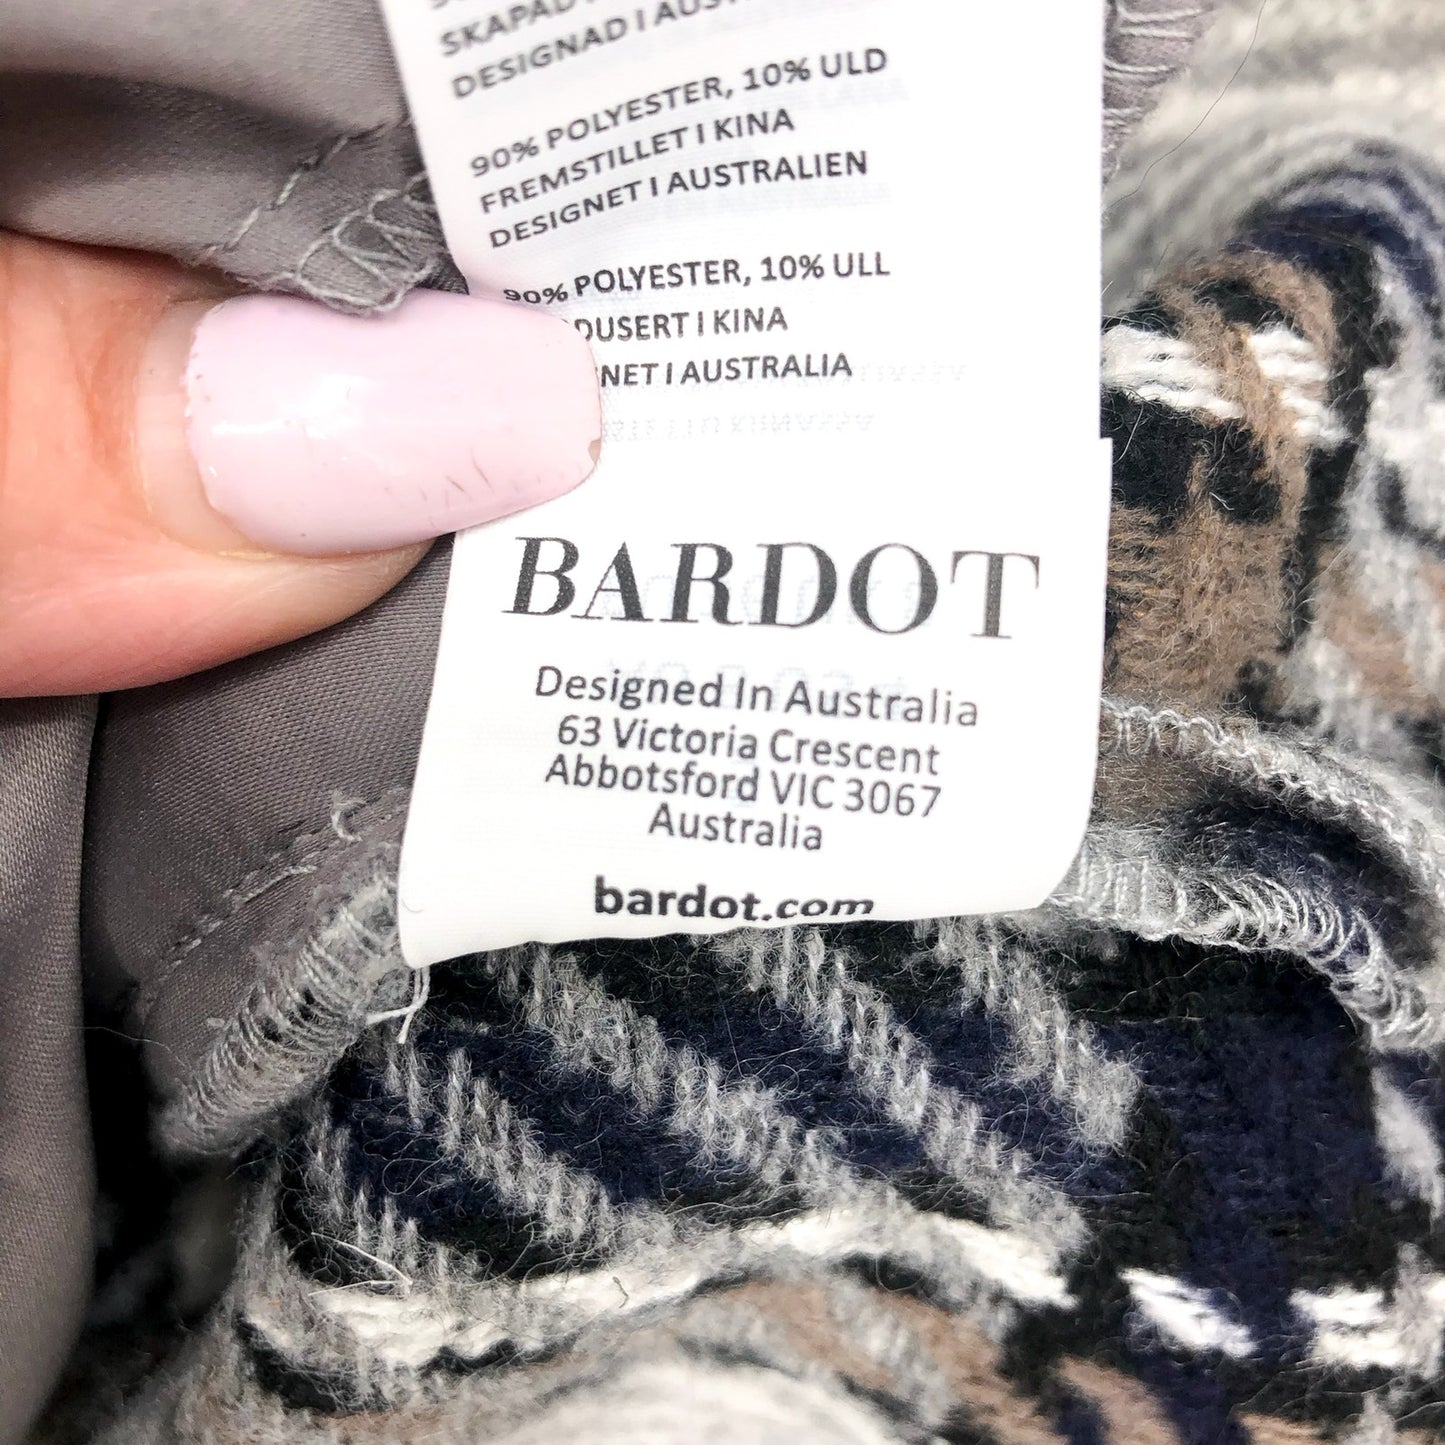 SKAPAD I
DESIGNAD I
90% POLYESTER, 10% ULD
FREMSTILLET I KINA
DESIGNET I AUSTRALIEN
90% POLYESTER, 10% ULL
DUSERT I KINA
NET I AUSTRALIA
BARDOT
Designed In Australia
63 Victoria Crescent
Abbotsford VIC 3067
Australia
bardot.com